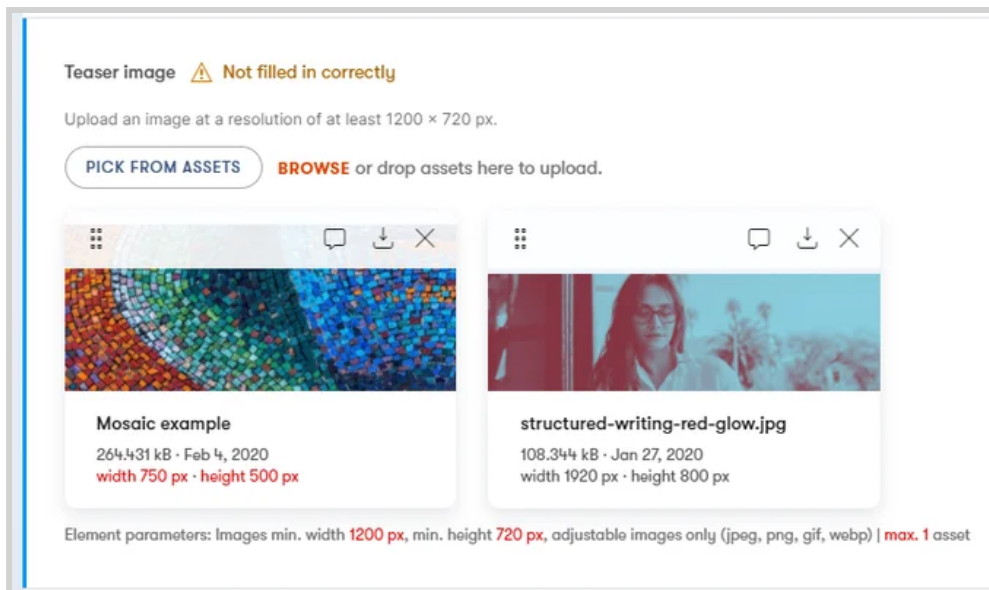 Teaser image Not filled in correctly
Upload an image at a resolution of at least 1200 × 720 px.
PICK FROM ASSETS BROWSE or drop assets here to upload.
Mosaic example
264.431 kB · Feb 4, 2020
width 750 px · height 500 px
structured-writing-red-glow.jpg
108.344 kB · Jan 27, 2020
width 1920 px · height 800 px
Element parameters: Images min. width 1200 px, min. height 720 px, adjustable images only (jpeg, png, gif, webp) | max. 1 asset